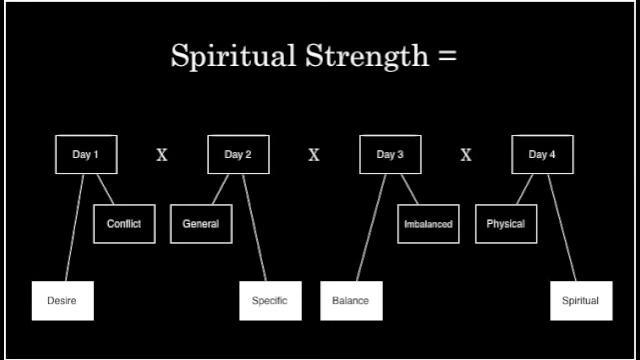 Spiritual Strength =
Day 1 x Day 2 x Day 3 x Day 4
Conflict General Imbalanced Physical
Desire Specific Balance Spiritual